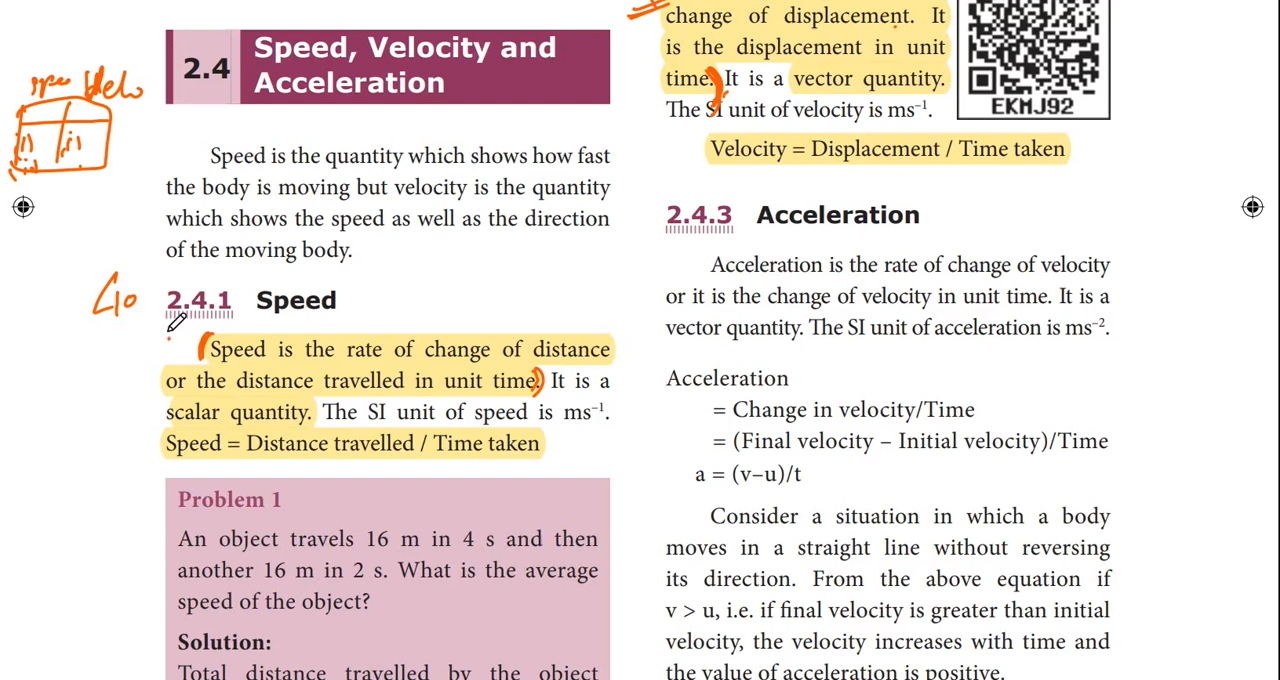 2.4 Speed, Velocity and
Acceleration
Speed is the quantity which shows how fast
the body is moving but velocity is the quantity
which shows the speed as well as the direction
of the moving body.
2.4.1 Speed
Speed is the rate of change of distance
or the distance travelled in unit time. It is a
scalar quantity. The SI unit of speed is ms⁻¹.
Speed = Distance travelled / Time taken
Problem 1
An object travels 16 m in 4 s and then
another 16 m in 2 s. What is the average
speed of the object?
Solution:
Total distance travelled by the object
change of displacement. It
is the displacement in unit
time. It is a vector quantity.
The SI unit of velocity is ms⁻¹.
EKMJ92
Velocity = Displacement / Time taken
2.4.3 Acceleration
Acceleration is the rate of change of velocity
or it is the change of velocity in unit time. It is a
vector quantity. The SI unit of acceleration is ms⁻².
Acceleration
= Change in velocity/Time
= (Final velocity – Initial velocity)/Time
a = (v–u)/t
Consider a situation in which a body
moves in a straight line without reversing
its direction. From the above equation if
v > u, i.e. if final velocity is greater than initial
velocity, the velocity increases with time and
the value of acceleration is positive.